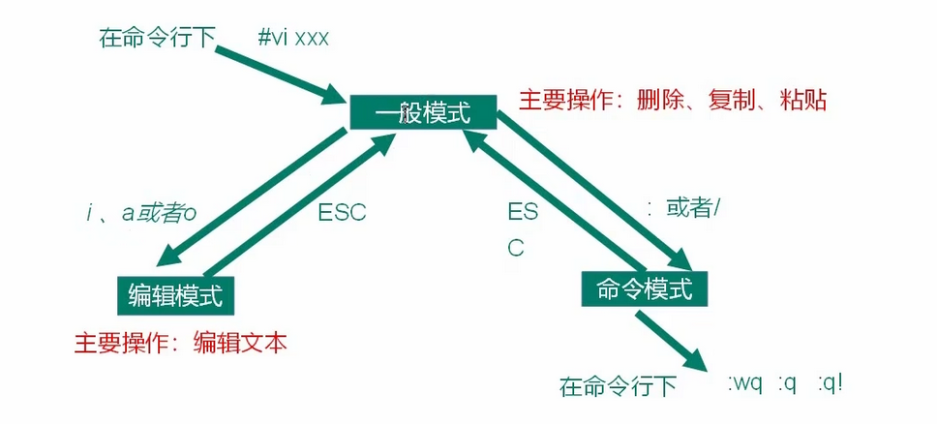 在命令行下 #vi xxx
一般模式
主要操作：删除、复制、粘贴
i 、a或者o
ESC
ES
C
: 或者/
编辑模式
命令模式
主要操作：编辑文本
在命令行下 :wq :q :q!